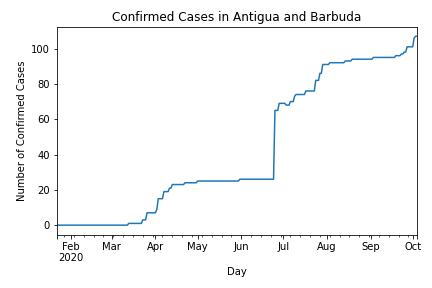 Confirmed Cases in Antigua and Barbuda
Number of Confirmed Cases
100
80
60
40
20
0
Feb Mar Apr May Jun Jul Aug Sep Oct
2020
Day